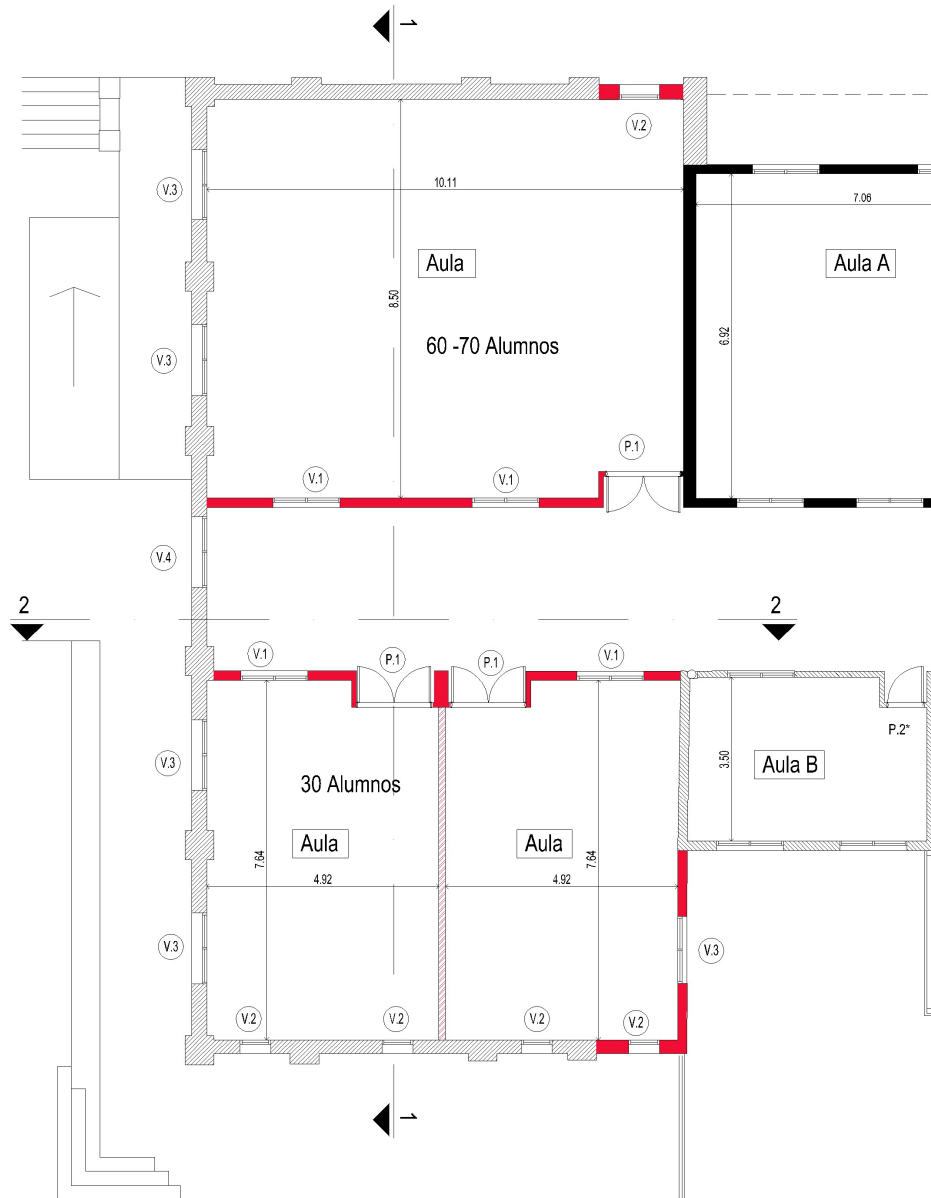 1
V.2
V.3
10.11
7.06
Aula
Aula A
8.50
6.92
60 -70 Alumnos
V.3
P.1
V.1
V.1
V.4
2
2
V.1
P.1
P.1
V.1
P.2*
3.50
Aula B
V.3
30 Alumnos
Aula
Aula
7.64
7.64
4.92
4.92
V.3
V.3
V.2
V.2
V.2
V.2
1